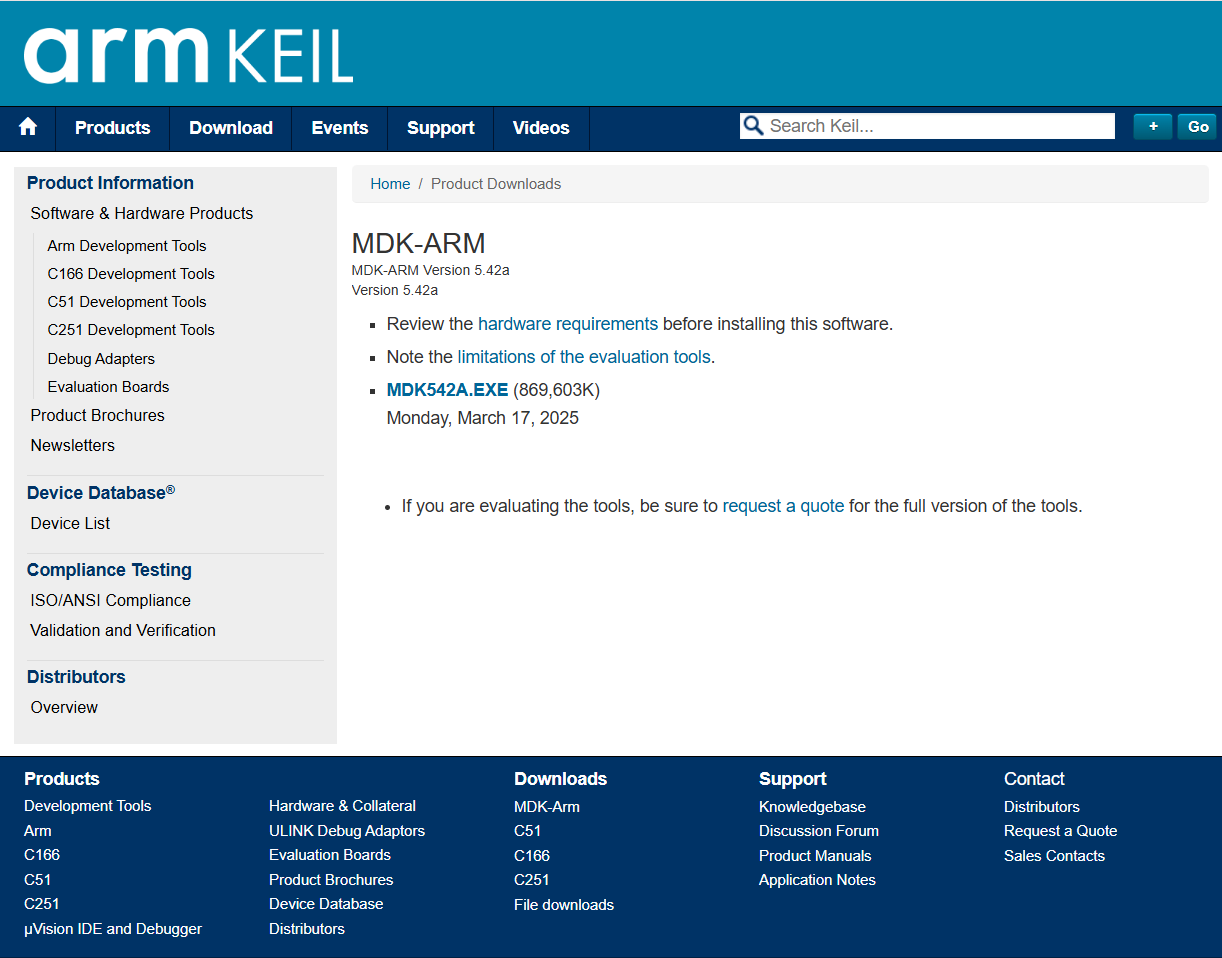 arm KEIL
Products
Download
Events
Support
Videos
Search Keil...
+
Go
Product Information
Software & Hardware Products
Arm Development Tools
C166 Development Tools
C51 Development Tools
C251 Development Tools
Debug Adapters
Evaluation Boards
Product Brochures
Newsletters
Device Database®
Device List
Compliance Testing
ISO/ANSI Compliance
Validation and Verification
Distributors
Overview
Home / Product Downloads
MDK-ARM
MDK-ARM Version 5.42a
Version 5.42a
Review the hardware requirements before installing this software.
Note the limitations of the evaluation tools.
MDK542A.EXE (869,603K)
Monday, March 17, 2025
If you are evaluating the tools, be sure to request a quote for the full version of the tools.
Products
Development Tools
Arm
C166
C51
C251
µVision IDE and Debugger
Hardware & Collateral
ULINK Debug Adaptors
Evaluation Boards
Product Brochures
Device Database
Distributors
Downloads
MDK-Arm
C51
C166
C251
File downloads
Support
Knowledgebase
Discussion Forum
Product Manuals
Application Notes
Contact
Distributors
Request a Quote
Sales Contacts